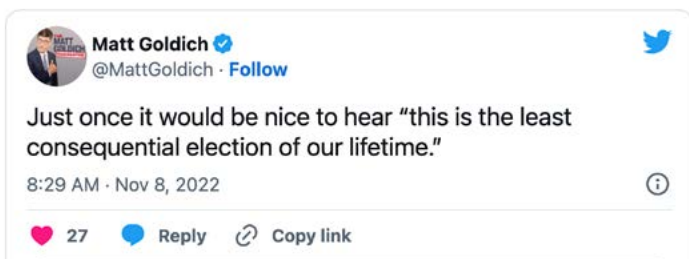 Matt Goldich
@MattGoldich · Follow
Just once it would be nice to hear “this is the least
consequential election of our lifetime.”
8:29 AM · Nov 8, 2022
27 Reply Copy link